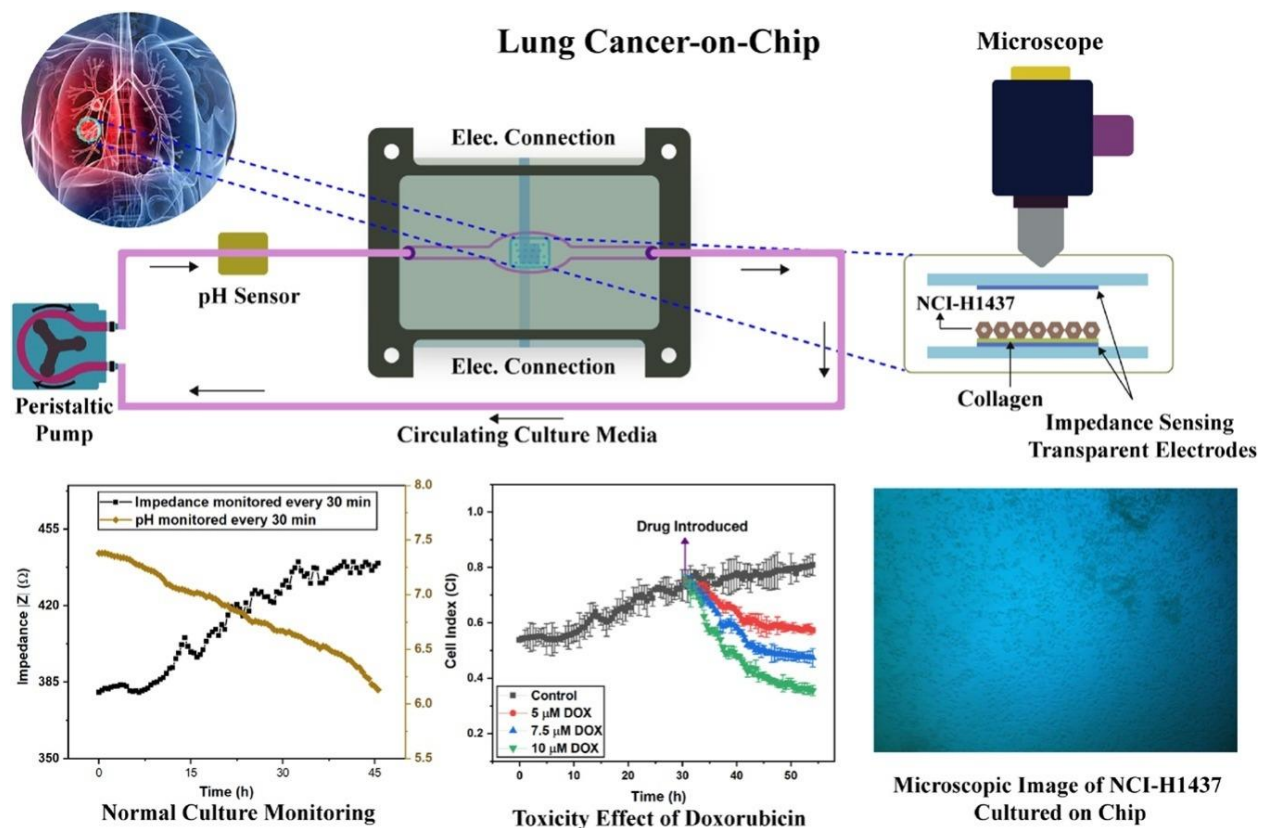 Lung Cancer-on-Chip
Microscope
Elec. Connection
pH Sensor
NCI-H1437
Elec. Connection
Collagen
Peristaltic
Pump
Circulating Culture Media
Impedance Sensing
Transparent Electrodes
Impedance monitored every 30 min
pH monitored every 30 min
Impedance |Z| (Ω)
455
420
385
350
8.0
7.5
7.0
6.5
6.0
5.5
0
15
30
45
Time (h)
Normal Culture Monitoring
Drug Introduced
Cell Index (CI)
1.0
0.8
0.6
0.4
0.2
Control
5 μM DOX
7.5 μM DOX
10 μM DOX
0
10
20
30
40
50
Time (h)
Toxicity Effect of Doxorubicin
Microscopic Image of NCI-H1437
Cultured on Chip